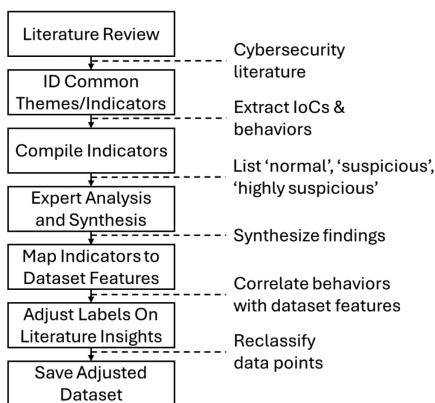 Literature Review
Cybersecurity
literature
ID Common
Themes/Indicators
Extract IoCs &
behaviors
Compile Indicators
List ‘normal’, ‘suspicious’,
‘highly suspicious’
Expert Analysis
and Synthesis
Synthesize findings
Map Indicators to
Dataset Features
Correlate behaviors
with dataset features
Adjust Labels On
Literature Insights
Reclassify
data points
Save Adjusted
Dataset